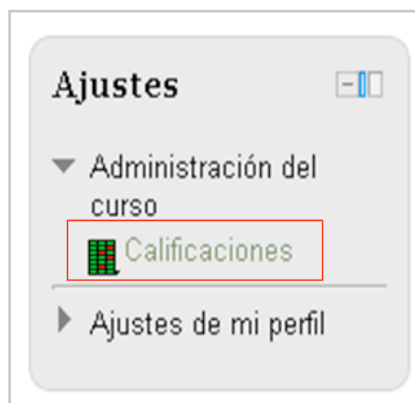 Ajustes
Administración del
curso
Calificaciones
Ajustes de mi perfil